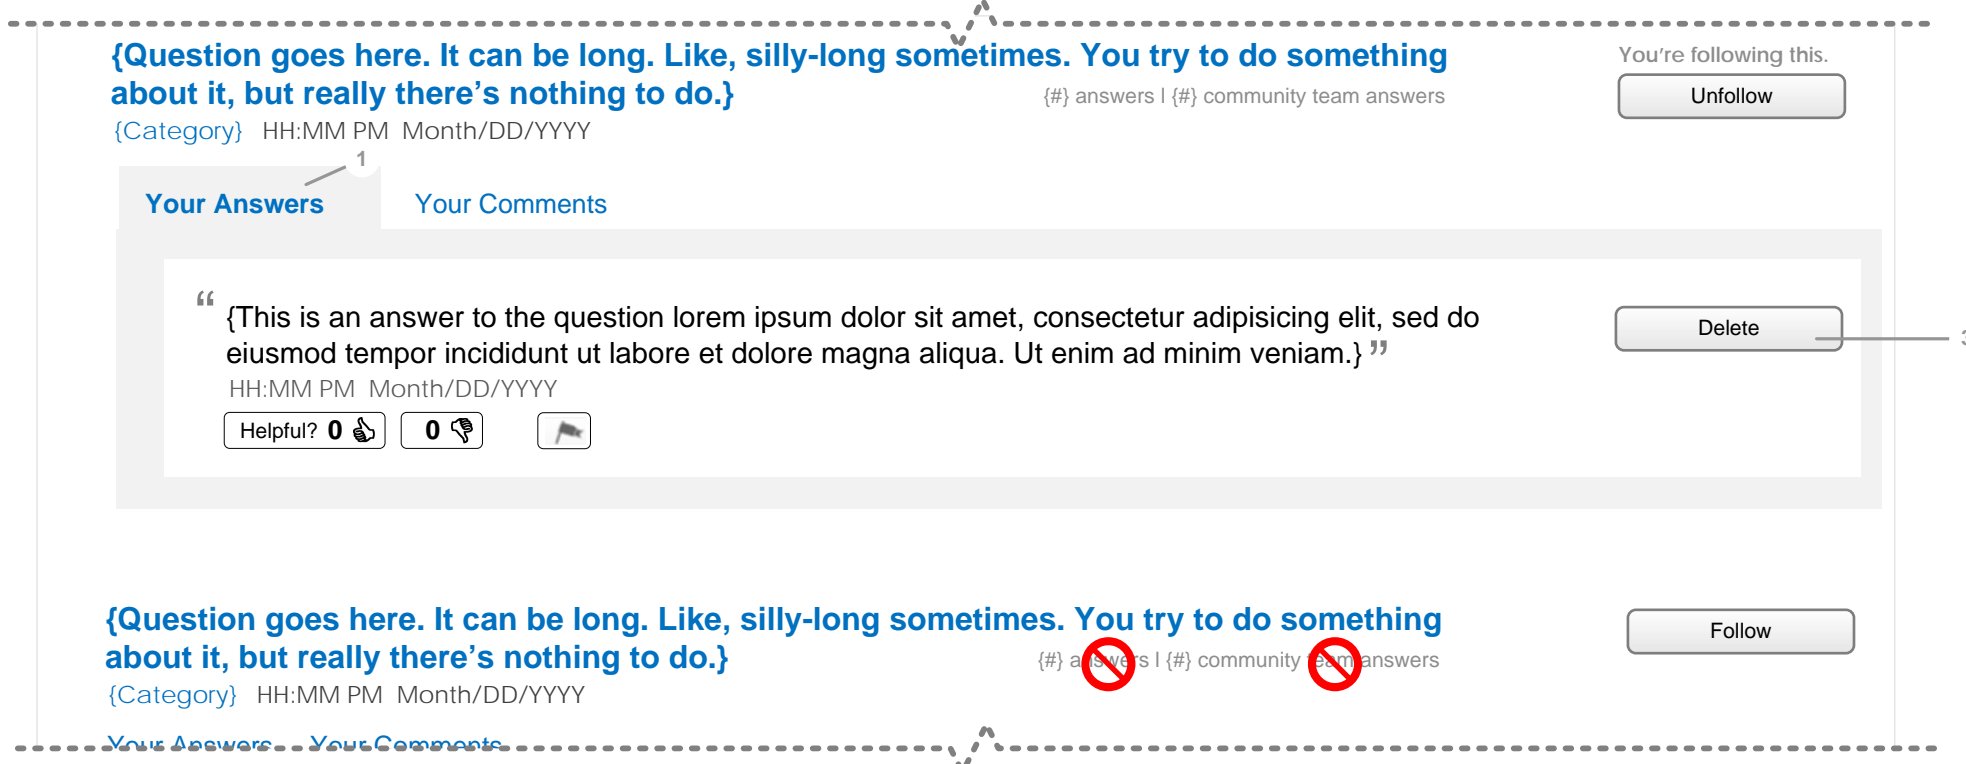 {Question goes here. It can be long. Like, silly-long sometimes. You try to do something
about it, but really there's nothing to do.}
{#} answers | {#} community team answers
You're following this.
Unfollow
{Category} HH:MM PM Month/DD/YYYY
1
Your Answers Your Comments
“ {This is an answer to the question lorem ipsum dolor sit amet, consectetur adipisicing elit, sed do
eiusmod tempor incididunt ut labore et dolore magna aliqua. Ut enim ad minim veniam.} ”
Delete
HH:MM PM Month/DD/YYYY
Helpful? 0 0
{Question goes here. It can be long. Like, silly-long sometimes. You try to do something
about it, but really there's nothing to do.}
{#} answers | {#} community team answers
Follow
{Category} HH:MM PM Month/DD/YYYY
Your Answers Your Comments